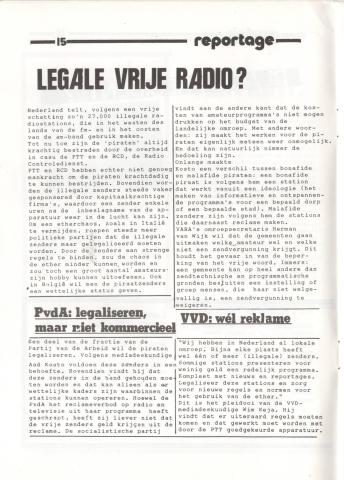 15
reportage
LEGALE VRIJE RADIO?
Nederland telt, volgens een vrije
schatting zo'n 27.000 illegale ra-
diostations, die in het westen des
lands van de fm- en in het oosten
van de am-band gebruik maken.
Tot nu toe zijn de 'piraten' altijd
krachtig bestreden door de overheid
in casu de PTT en de RCD, de Radio
Controledienst.
PTT en RCD hebben echter niet genoeg
mankracht om de piraten krachtdadig
te kunnen bestrijden. Bovendien wor-
den de illegale zenders steeds vaker
gesponsored door kapitaalkrachtige
firma's, waardoor een zender enkele
uren na de inbeslagname van de ap-
paratuur weer in de lucht kan zijn.
Om een etherchaos, zoals in Italië
te vermijden, roepen steeds meer
politieke partijen dat de illegale
zenders maar gelegaliseerd moeten
worden. Door de zenders aan strenge
regels te binden, zou de chaos in
de ether minder kunnen worden en
zou toch een groot aantal amateurs
zijn hobby kunnen uitoefenen. Ook
in België wil men de piraatzenders
een wettelijke status geven.
PvdA: legaliseren,
maar niet kommercieel
Een deel van de fractie van de
Partij van de Arbeid wil de piraten
legaliseren. Volgens mediadeskundige
And Kosto voldoen deze zenders in een
behoefte. Bovendien vindt hij dat
deze zenders in de hand gehouden moe-
ten worden en dat kan alleen als er
wettelijke kaders zijn waarbinnen de
stations kunnen opereren. Hoewel de
PvdA het reclameverbod op radio en
televisie uit haar programma heeft
geschrapt, heeft hij liever niet dat
de vrije zenders geld krijgen uit de
reclame. De socialistische partij
vindt aan de andere kant dat de kos-
ten van amateurprogramma's niet mogen
drukken op het budget van de
landelijke omroep. Met andere woor-
den: zij maakt het werken voor de pi-
raten eigenlijk meteen weer onmogelijk.
En dat kan natuurlijk nimmer de
bedoeling zijn.
Onlangs maakte
Kosto een verschil tussen bonafide
en malafide piraten: een bonafide
piraat is volgens hem een station
dat werkt vanuit een ideologie (het
maken van informatieve en ontspannen-
de programma's voor een bepaald dorp
of een bepaalde stad). Malafide
zenders zijn volgens hem de stations
die daarnaast reclame maken.
VARA's omroepsecretaris Herman
van Wijk wil dat de gemeenten gaan
uitmaken welke amateur wel en welke
niet een zendvergunning krijgt. Dit
houdt het gevaar in van de beper-
king van het vrije woord. Immers:
een gemeente kan op heel andere dan
zendtechnische en programmatische
gronden besluiten een instelling of
groep mensen, die haar niet welge-
vallig is, een zendvergunning te
weigeren.
VVD: wél reklame
"Wij hebben in Nederland al lokale
omroep. Bijna elke plaats heeft
wel één of meer (illegale) zenders.
Sommige stations presenteren voor
weinig geld een redelijk programma.
Kompleet met nieuws en reportages.
Legaliseer deze stations en zorg
voor nieuwe regels en normen voor
het gebruik van de ether."
Dit is het pleidooi van de VVD-
mediadeskundige Wim Keja. Hij
vindt dat er uiteraard regels moeten
komen en dat gewerkt moet worden met
door de PTT goedgekeurde apparatuur.